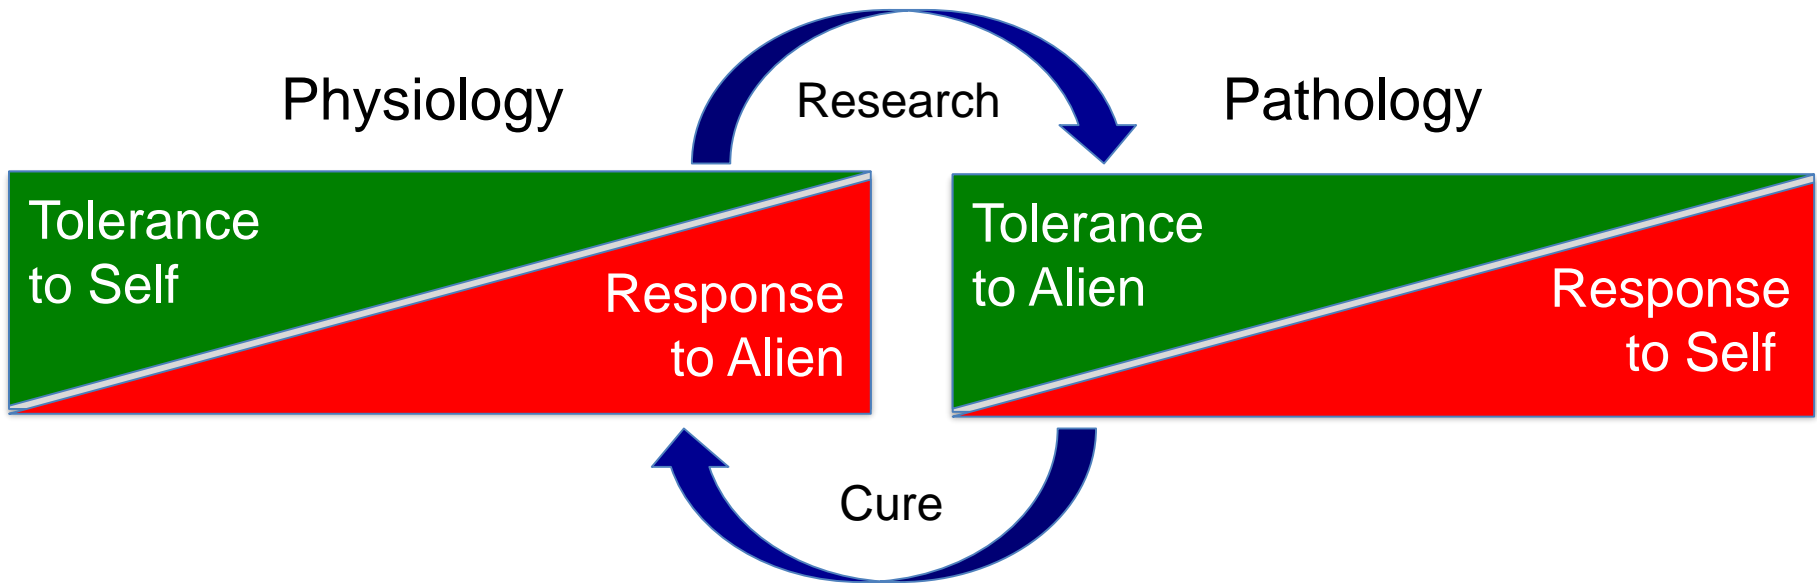 Physiology
Research
Pathology
Tolerance
to Self
Response
to Alien
Tolerance
to Alien
Response
to Self
Cure